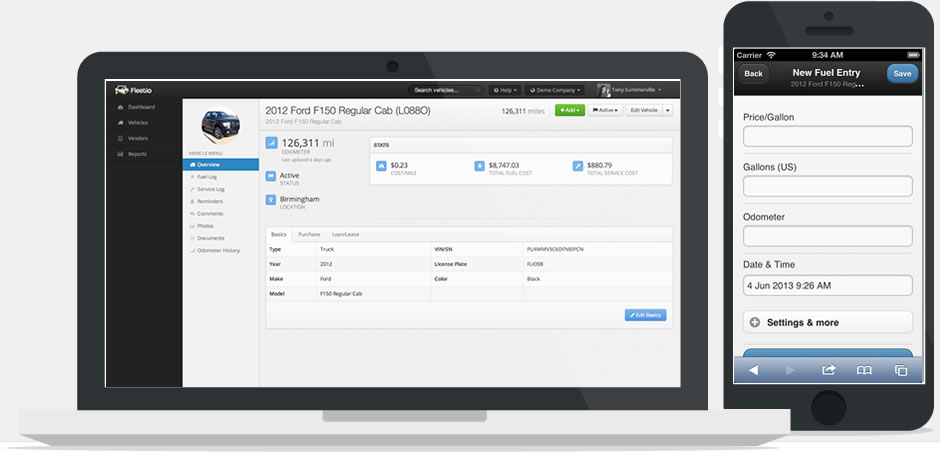 Fleetio
Search vehicles...
Help
Demo Company
Tony Summerville
Dashboard
Vehicles
Vendors
Reports
VEHICLE MENU
Overview
Fuel Log
Service Log
Reminders
Comments
Photos
Documents
Odometer History
2012 Ford F150 Regular Cab (L088O)
2012 Ford F150 Regular Cab
126,311 miles
+ Add
Active
Edit Vehicle
126,311 mi
ODOMETER
Last updated 6 days ago
Active
STATUS
Birmingham
LOCATION
STATS
$0.23
COST/MILE
$8,747.03
TOTAL FUEL COST
$880.79
TOTAL SERVICE COST
Basics Purchase Loan/Lease
Type Truck VIN/SN
Year 2012 License Plate FLIO98
Make Ford Color Black
Model F150 Regular Cab
Edit Basics
Carrier 9:34 AM
Back New Fuel Entry Save
2012 Ford F150 Reg...
Price/Gallon
Gallons (US)
Odometer
Date & Time
4 Jun 2013 9:26 AM
Settings & more